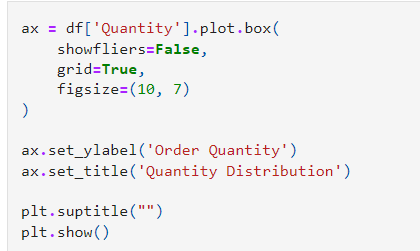 ax = df['Quantity'].plot.box(
    showfliers=False,
    grid=True,
    figsize=(10, 7)
)

ax.set_ylabel('Order Quantity')
ax.set_title('Quantity Distribution')

plt.suptitle("")
plt.show()